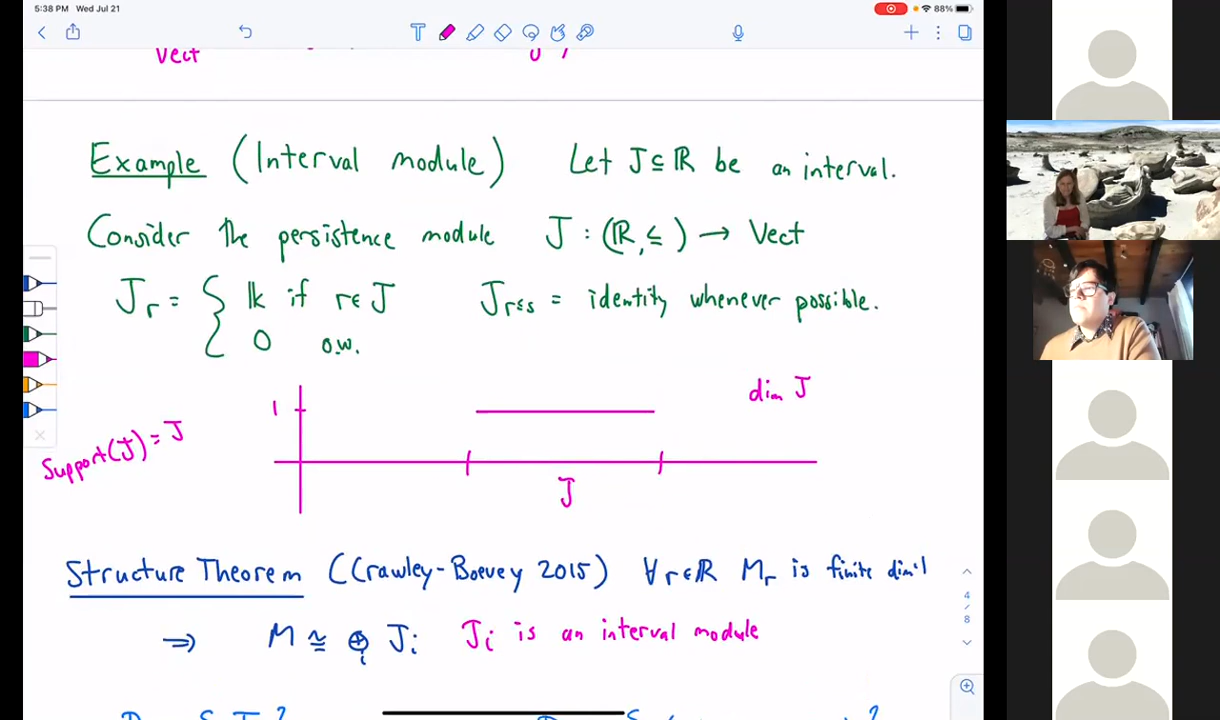 5:38 PM Wed Jul 21
88%
Vect
Example (Interval module) Let J ⊆ ℝ be an interval.
Consider the persistence module J : (ℝ, ≤) → Vect
J_r = { 𝕜 if r ∈ J
0 o.w.
J_{r≤s} = identity whenever possible.
1
dim J
Support(J) = J
J
Structure Theorem (Crawley-Boevey 2015) ∀ r ∈ ℝ M_r is finite dim'l
⇒ M ≅ ⊕_i J_i J_i is an interval module
4
/
8